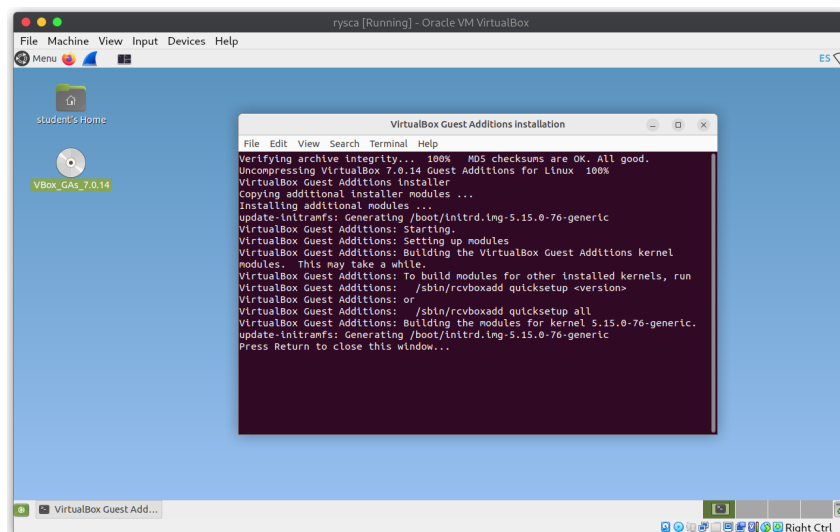 rysca [Running] - Oracle VM VirtualBox
File Machine View Input Devices Help
Menu
ES
student's Home
VBox_GAs_7.0.14
VirtualBox Guest Additions installation
File Edit View Search Terminal Help
Verifying archive integrity... 100% MD5 checksums are OK. All good.
Uncompressing VirtualBox 7.0.14 Guest Additions for Linux 100%
VirtualBox Guest Additions installer
Copying additional installer modules ...
Installing additional modules ...
update-initramfs: Generating /boot/initrd.img-5.15.0-76-generic
VirtualBox Guest Additions: Starting.
VirtualBox Guest Additions: Setting up modules
VirtualBox Guest Additions: Building the VirtualBox Guest Additions kernel
modules. This may take a while.
VirtualBox Guest Additions: To build modules for other installed kernels, run
VirtualBox Guest Additions: /sbin/rcvboxadd quicksetup <version>
VirtualBox Guest Additions: or
VirtualBox Guest Additions: /sbin/rcvboxadd quicksetup all
VirtualBox Guest Additions: Building the modules for kernel 5.15.0-76-generic.
update-initramfs: Generating /boot/initrd.img-5.15.0-76-generic
Press Return to close this window...
VirtualBox Guest Add...
Right Ctrl